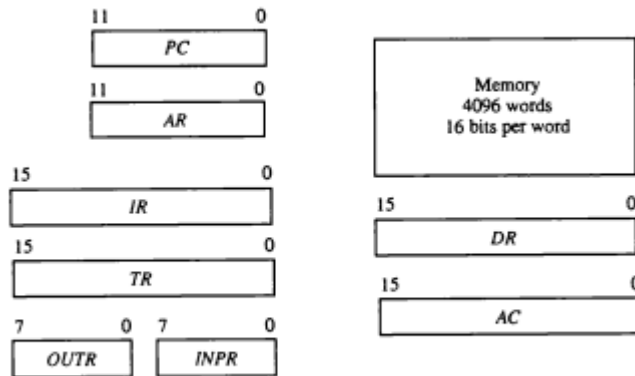 11 0
PC
11 0
AR
Memory
4096 words
16 bits per word
15 0
IR
15 0
DR
15 0
TR
15 0
AC
7 0 7 0
OUTR INPR